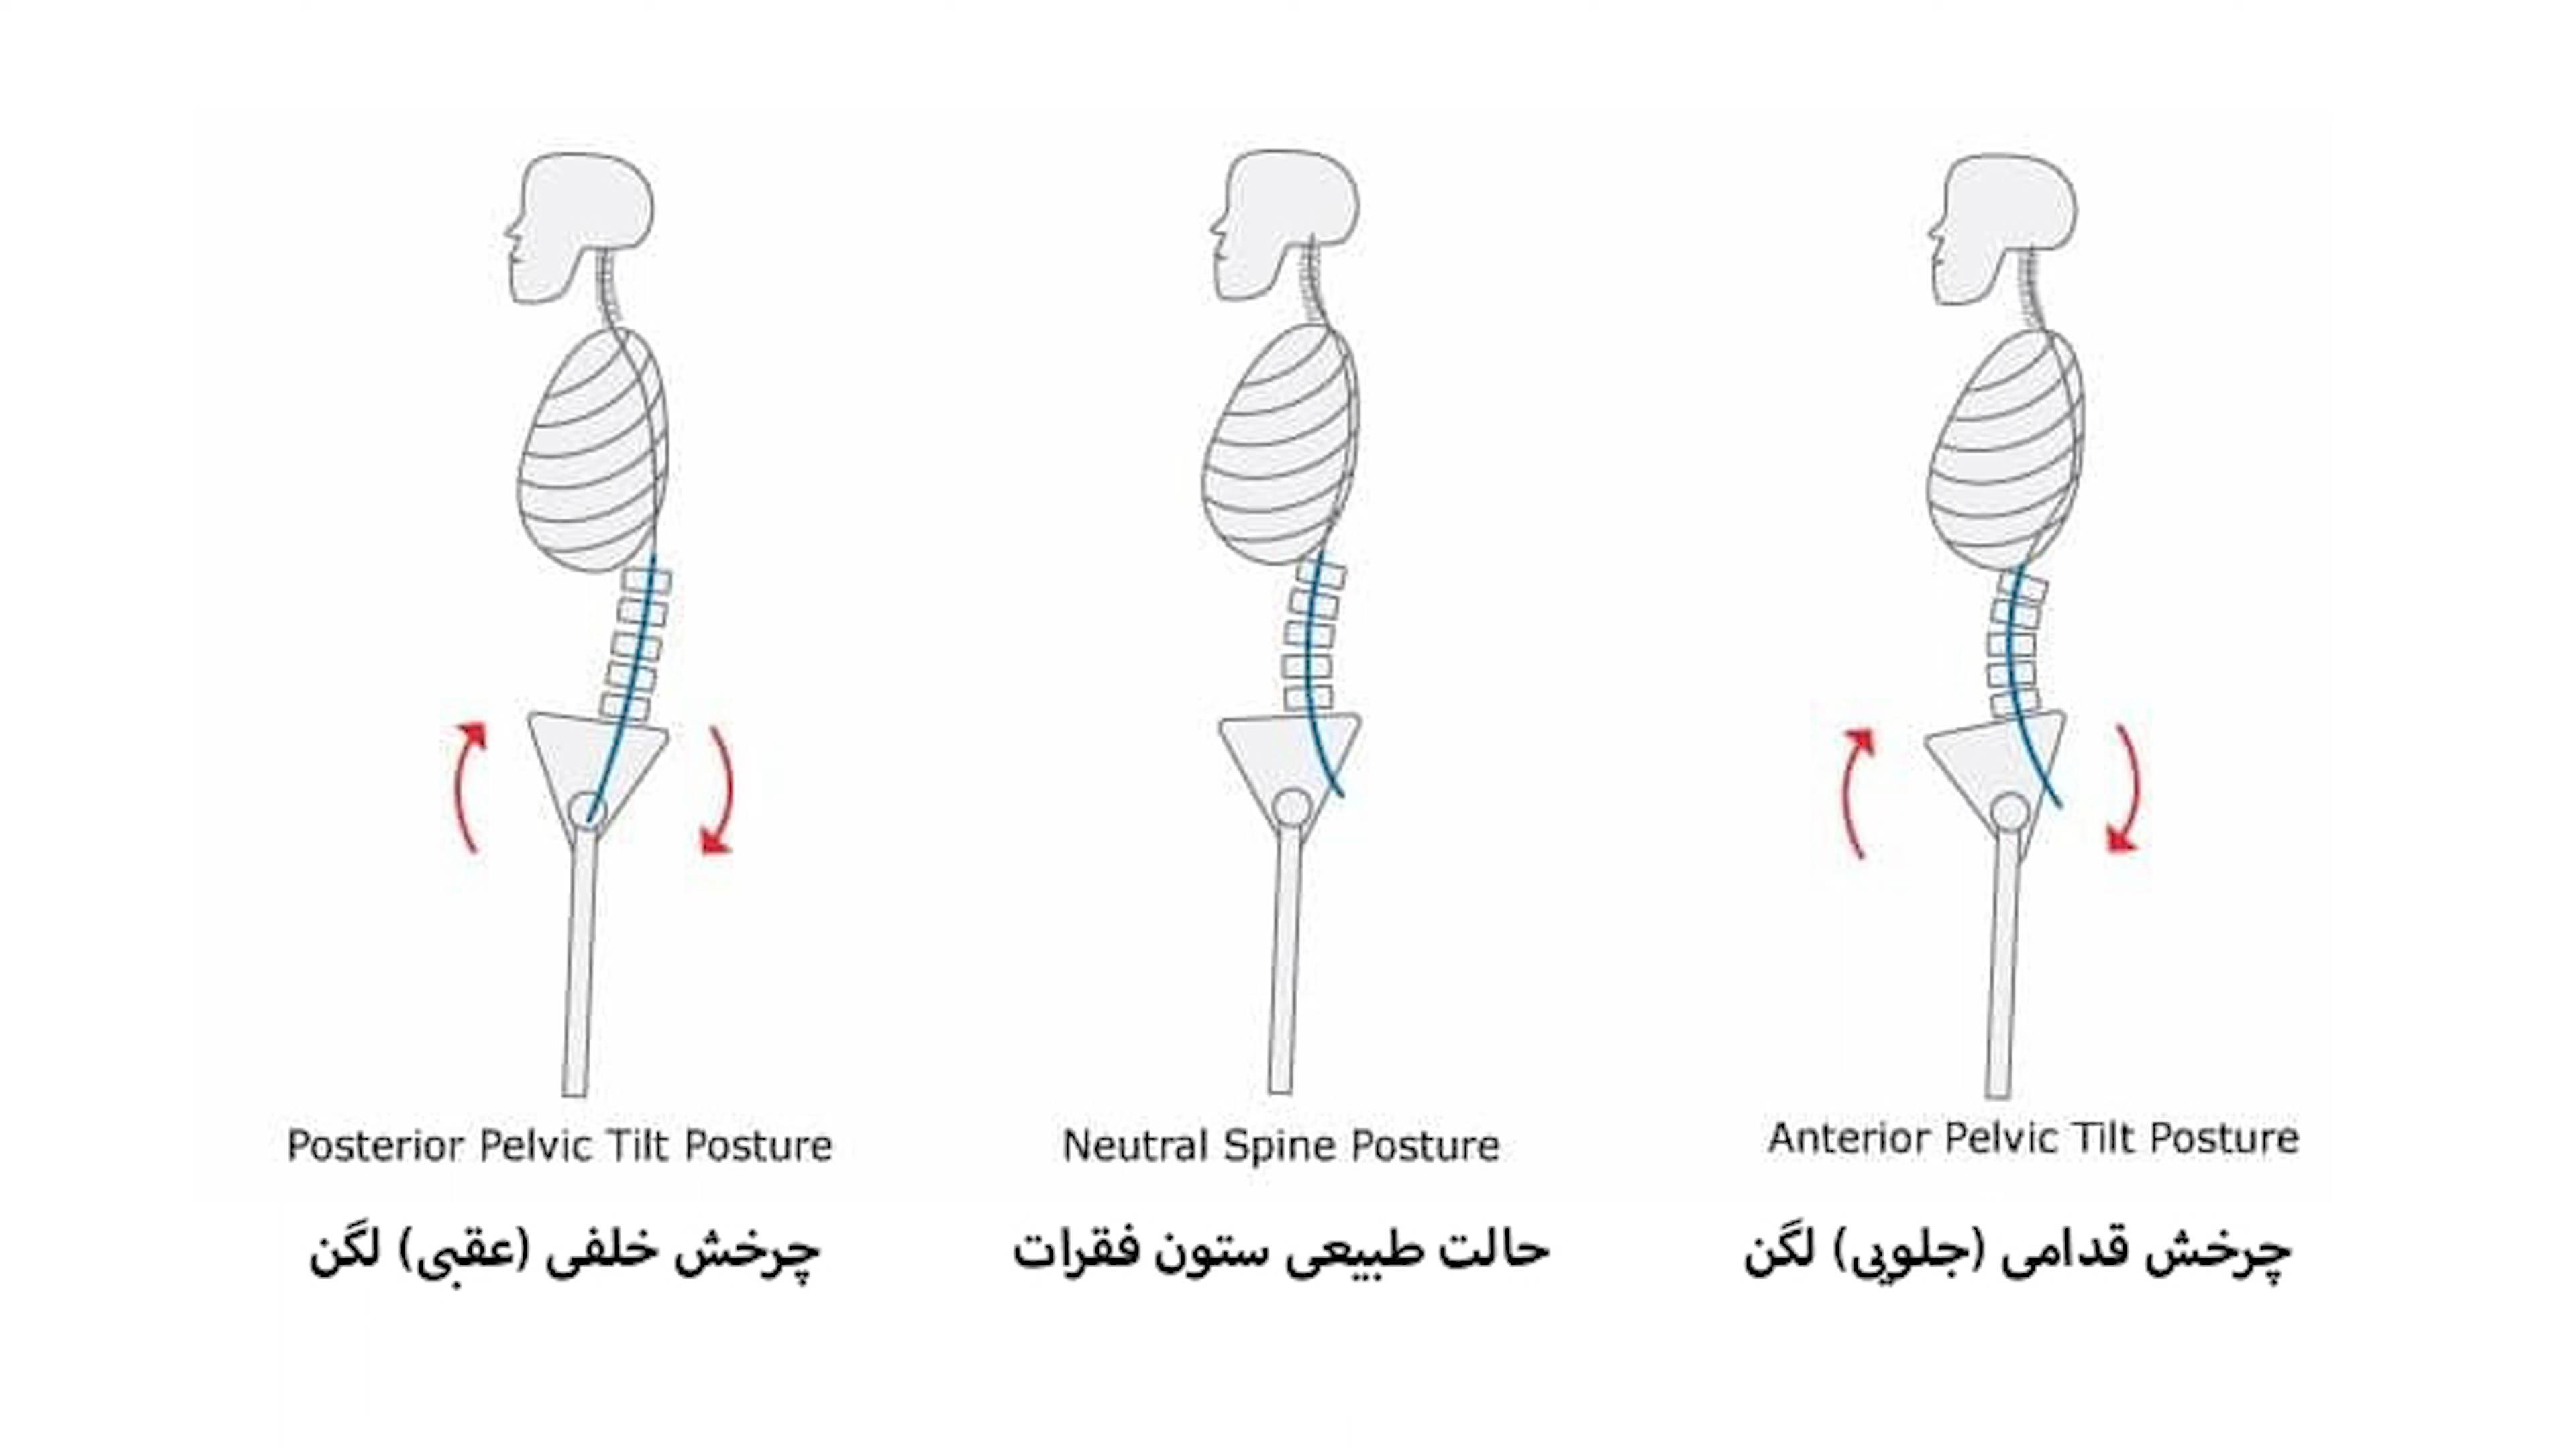 Posterior Pelvic Tilt Posture
Neutral Spine Posture
Anterior Pelvic Tilt Posture
چرخش خلفی (عقبی) لگن
حالت طبیعی ستون فقرات
چرخش قدامی (جلویی) لگن